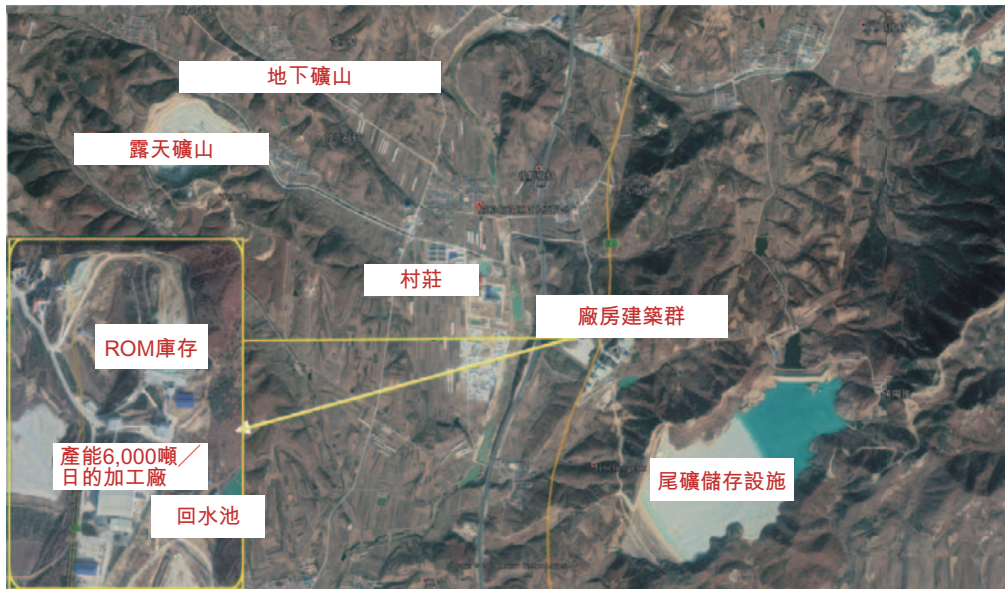 地下礦山
露天礦山
村莊
廠房建築群
ROM庫存
產能6,000噸／
日的加工廠
回水池
尾礦儲存設施